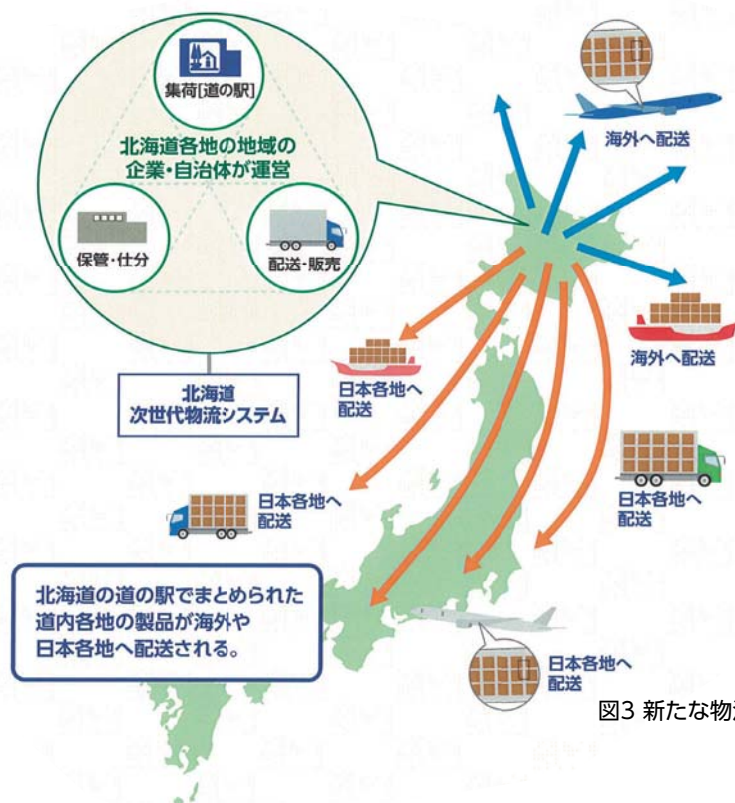 集荷[道の駅]
北海道各地の地域の
企業・自治体が運営
保管・仕分
配送・販売
北海道
次世代物流システム
海外へ配送
海外へ配送
日本各地へ
配送
日本各地へ
配送
日本各地へ
配送
北海道の道の駅でまとめられた
道内各地の製品が海外や
日本各地へ配送される。
日本各地へ
配送
図3 新たな物